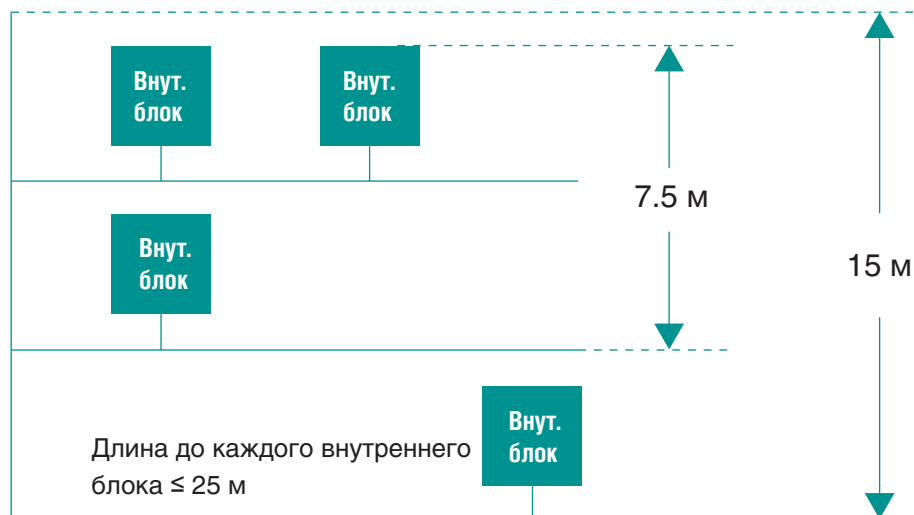 Внут.
блок
Внут.
блок
7.5 м
Внут.
блок
15 м
Внут.
блок
Длина до каждого внутреннего
блока ≤ 25 м